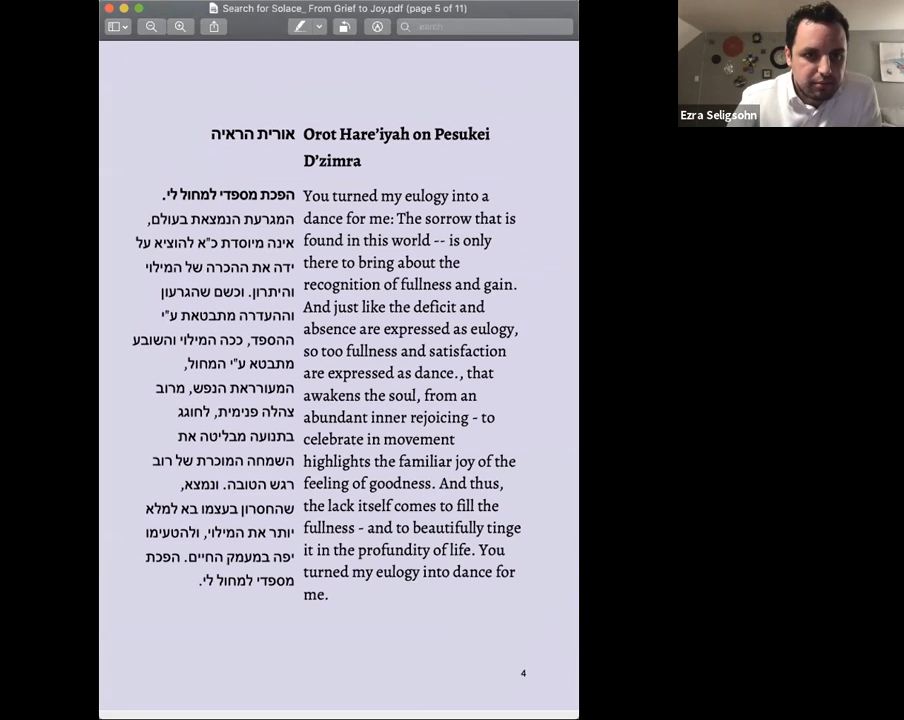 Search for Solace_ From Grief to Joy.pdf (page 5 of 11)
search
Ezra Seligsohn
אורית הראיה
Orot Hare'iyah on Pesukei
D'zimra
הפכת מספדי למחול לי.
המגרעת הנמצאת בעולם,
אינה מיוסדת כ"א להוציא על
ידה את ההכרה של המילוי
והיתרון. וכשם שהגרעון
וההעדרה מתבטאת ע"י
ההספד, ככה המילוי והשובע
מתבטא ע"י המחול,
המעורראת הנפש, מרוב
צהלה פנימית, לחוגג
בתנועה מבליטה את
השמחה המוכרת של רוב
רגש הטובה. ונמצא,
שהחסרון בעצמו בא למלא
יותר את המילוי, ולהטעימו
יפה במעמק החיים. הפכת
מספדי למחול לי.
You turned my eulogy into a
dance for me: The sorrow that is
found in this world -- is only
there to bring about the
recognition of fullness and gain.
And just like the deficit and
absence are expressed as eulogy,
so too fullness and satisfaction
are expressed as dance., that
awakens the soul, from an
abundant inner rejoicing - to
celebrate in movement
highlights the familiar joy of the
feeling of goodness. And thus,
the lack itself comes to fill the
fullness - and to beautifully tinge
it in the profundity of life. You
turned my eulogy into dance for
me.
4